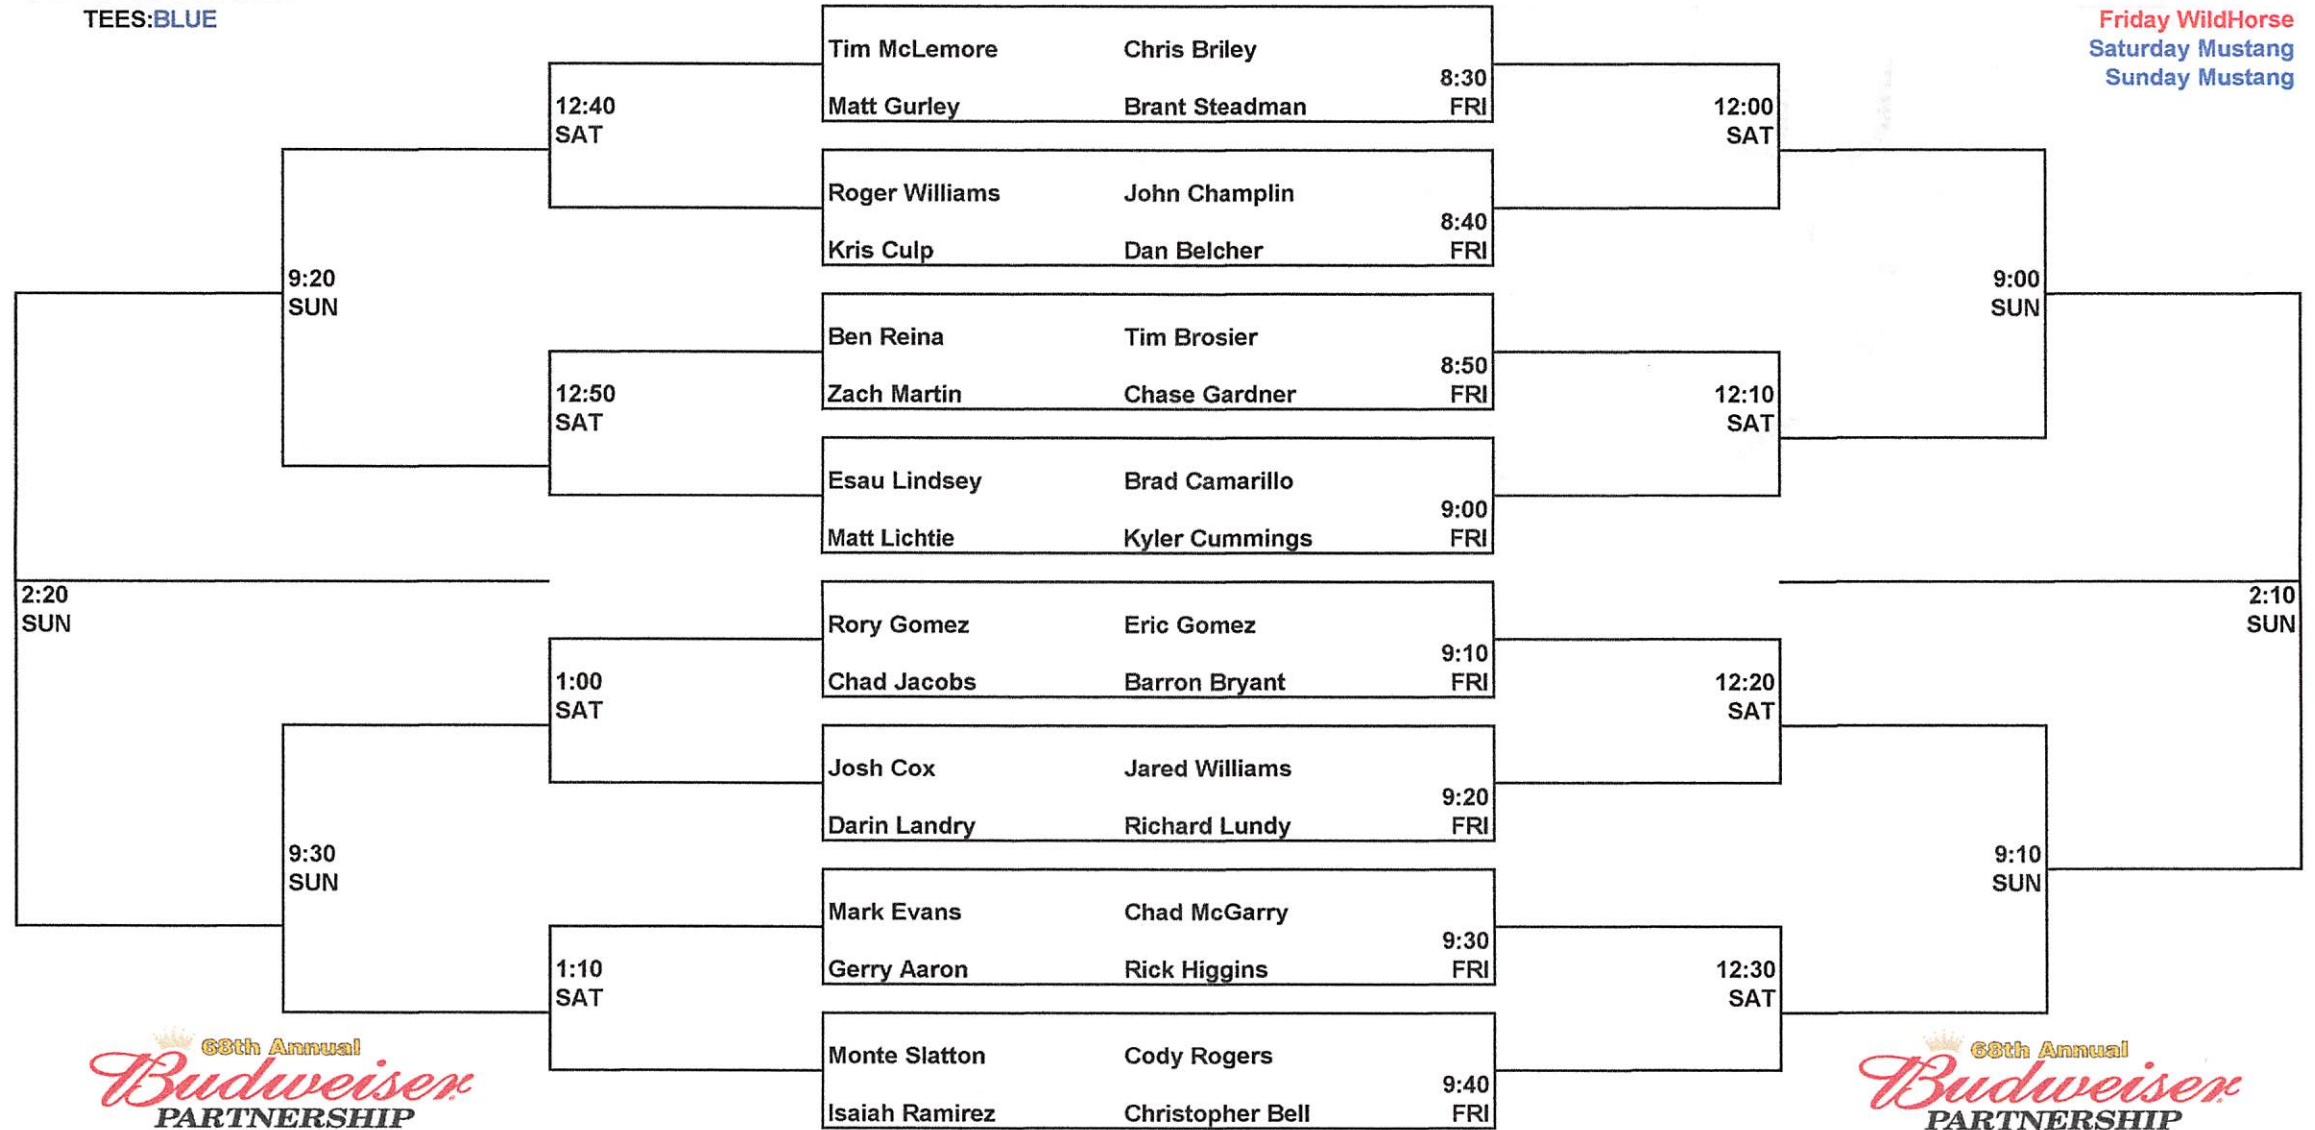 TEES:BLUE
Friday WildHorse
Saturday Mustang
Sunday Mustang
Tim McLemore Chris Briley
8:30
Matt Gurley Brant Steadman FRI
12:40
SAT
12:00
SAT
Roger Williams John Champlin
8:40
Kris Culp Dan Belcher FRI
9:20
SUN
9:00
SUN
Ben Reina Tim Brosier
8:50
Zach Martin Chase Gardner FRI
12:50
SAT
12:10
SAT
Esau Lindsey Brad Camarillo
9:00
Matt Lichtie Kyler Cummings FRI
2:20
SUN
2:10
SUN
Rory Gomez Eric Gomez
9:10
Chad Jacobs Barron Bryant FRI
1:00
SAT
12:20
SAT
Josh Cox Jared Williams
9:20
Darin Landry Richard Lundy FRI
9:30
SUN
9:10
SUN
Mark Evans Chad McGarry
9:30
Gerry Aaron Rick Higgins FRI
1:10
SAT
12:30
SAT
Monte Slatton Cody Rogers
9:40
Isaiah Ramirez Christopher Bell FRI
68th Annual
Budweiser
PARTNERSHIP
68th Annual
Budweiser
PARTNERSHIP